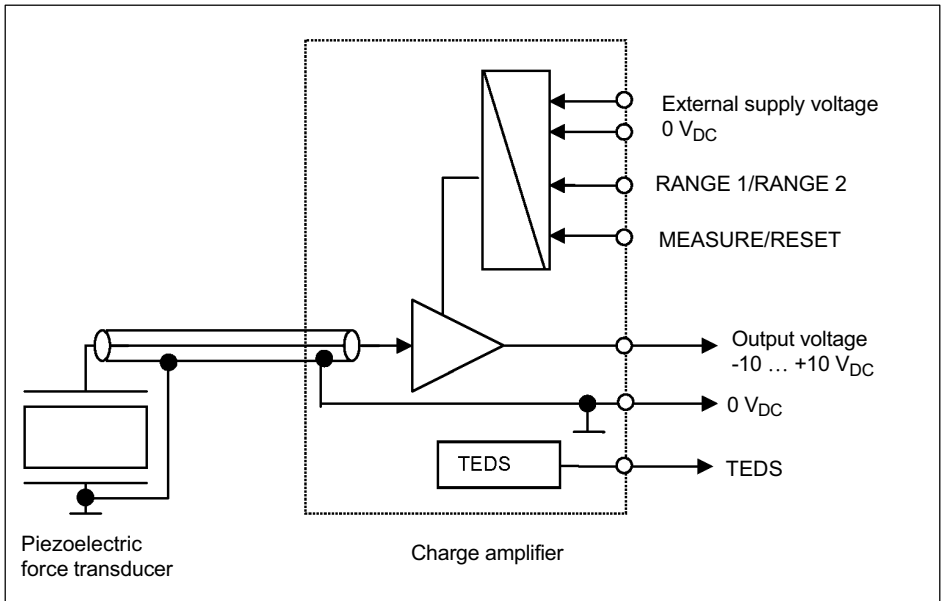 External supply voltage
0 VDC
RANGE 1/RANGE 2
MEASURE/RESET
Output voltage
-10 … +10 VDC
0 VDC
TEDS
TEDS
Piezoelectric
force transducer
Charge amplifier